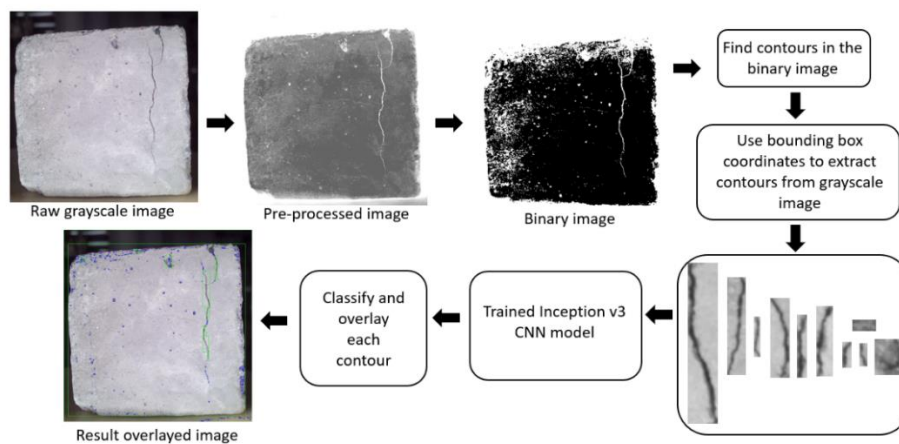 Raw grayscale image
Pre-processed image
Binary image
Find contours in the
binary image
Use bounding box
coordinates to extract
contours from grayscale
image
Trained Inception v3
CNN model
Classify and
overlay
each
contour
Result overlayed image